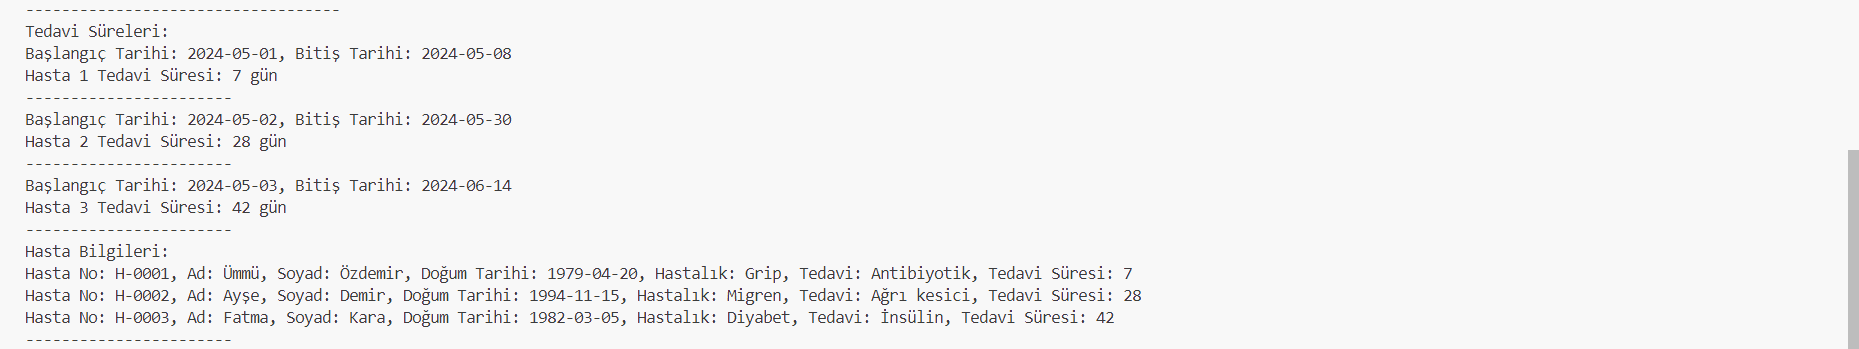 -----------------------------------
Tedavi Süreleri:
Başlangıç Tarihi: 2024-05-01, Bitiş Tarihi: 2024-05-08
Hasta 1 Tedavi Süresi: 7 gün
-----------------------
Başlangıç Tarihi: 2024-05-02, Bitiş Tarihi: 2024-05-30
Hasta 2 Tedavi Süresi: 28 gün
-----------------------
Başlangıç Tarihi: 2024-05-03, Bitiş Tarihi: 2024-06-14
Hasta 3 Tedavi Süresi: 42 gün
-----------------------
Hasta Bilgileri:
Hasta No: H-0001, Ad: Ümmü, Soyad: Özdemir, Doğum Tarihi: 1979-04-20, Hastalık: Grip, Tedavi: Antibiyotik, Tedavi Süresi: 7
Hasta No: H-0002, Ad: Ayşe, Soyad: Demir, Doğum Tarihi: 1994-11-15, Hastalık: Migren, Tedavi: Ağrı kesici, Tedavi Süresi: 28
Hasta No: H-0003, Ad: Fatma, Soyad: Kara, Doğum Tarihi: 1982-03-05, Hastalık: Diyabet, Tedavi: İnsülin, Tedavi Süresi: 42
-----------------------